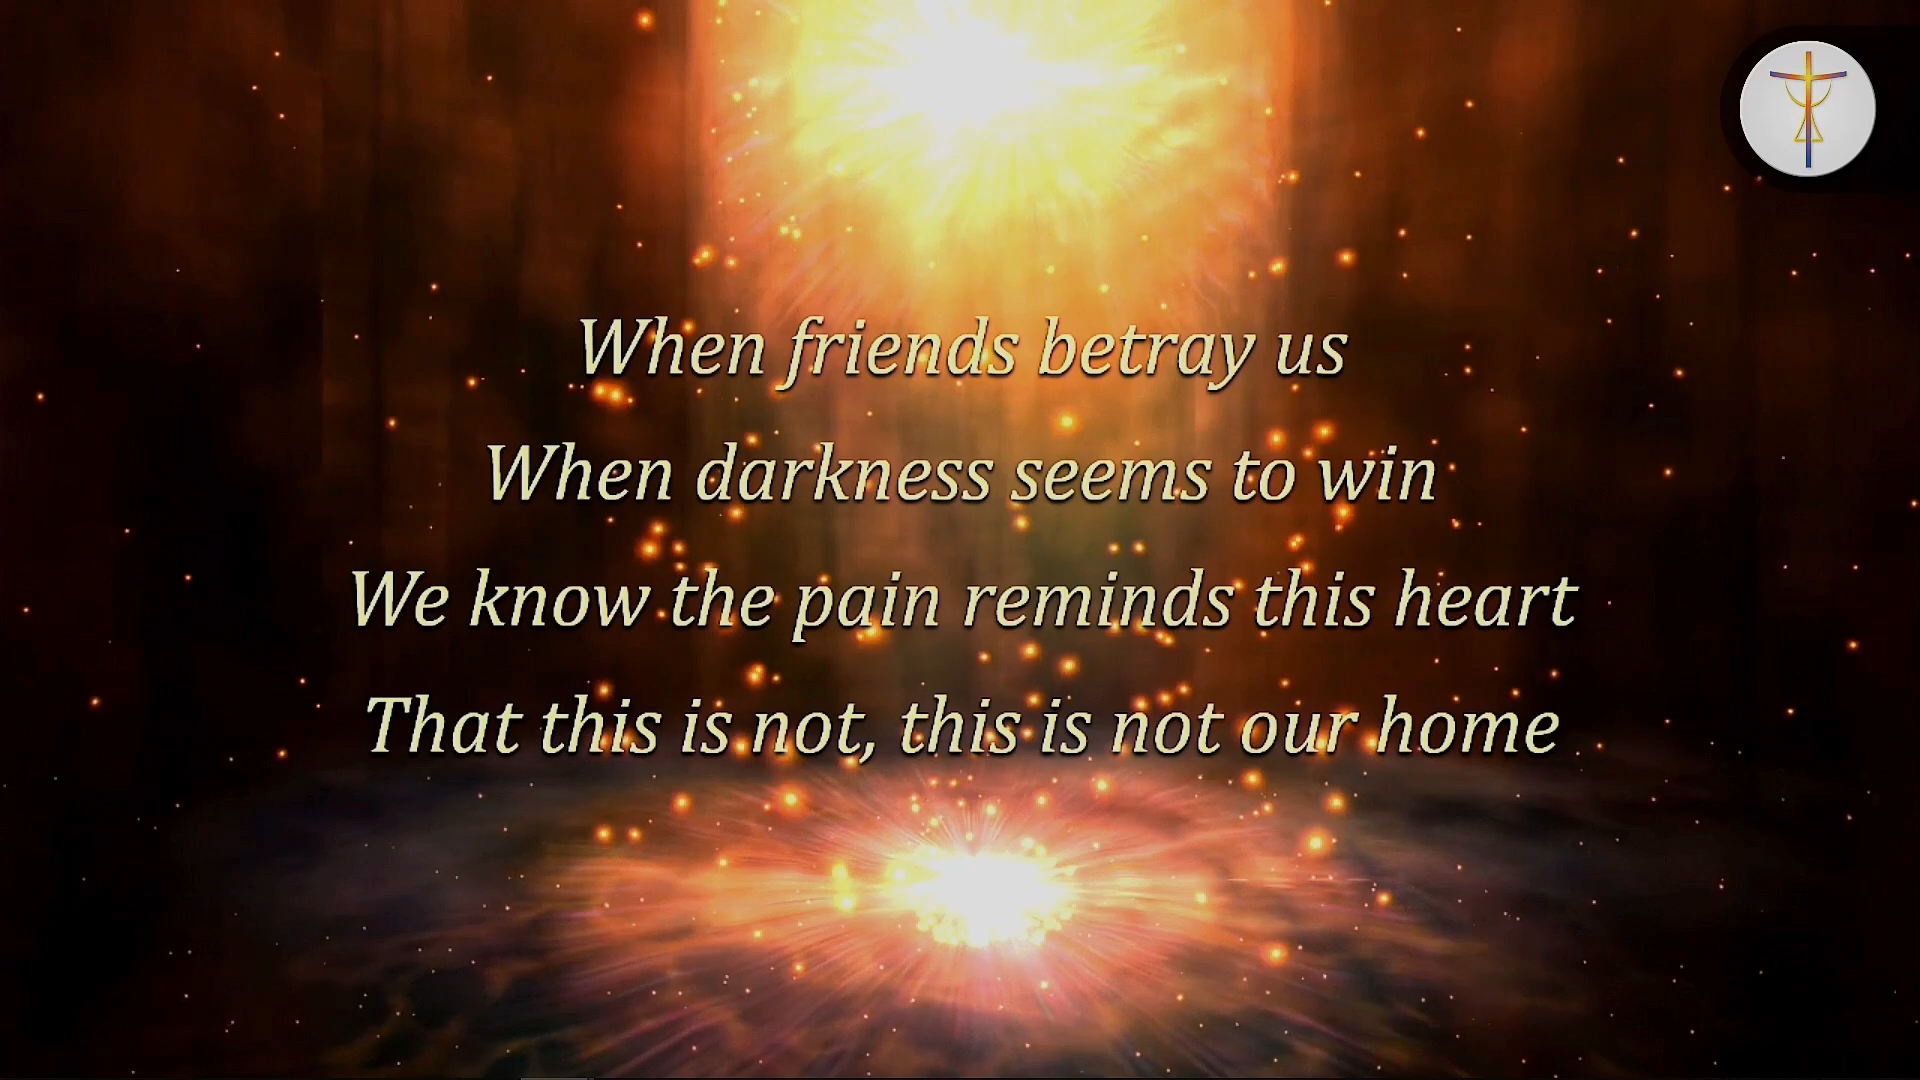 When friends betray us
When darkness seems to win
We know the pain reminds this heart
That this is not, this is not our home